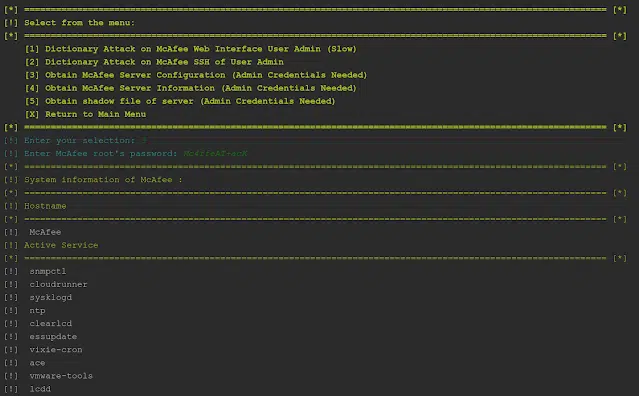 [*] ================================================================ [*]
[!] Select from the menu:
[*] ================================================================ [*]
[1] Dictionary Attack on McAfee Web Interface User Admin (Slow)
[2] Dictionary Attack on McAfee SSH of User Admin
[3] Obtain McAfee Server Configuration (Admin Credentials Needed)
[4] Obtain McAfee Server Information (Admin Credentials Needed)
[5] Obtain shadow file of server (Admin Credentials Needed)
[X] Return to Main Menu
[*] ================================================================ [*]
[!] Enter your selection:
[!] Enter McAfee root's password:
[*] ================================================================ [*]
[!] System information of McAfee :
[*] ================================================================ [*]
[!] Hostname
[*] ================================================================ [*]
[!] McAfee
[!] Active Service
[*] ================================================================ [*]
[!] snmpctl
[!] cloudrunner
[!] sysklogd
[!] ntp
[!] clearlcd
[!] essupdate
[!] vixie-cron
[!] ace
[!] vmware-tools
[!] lcdd